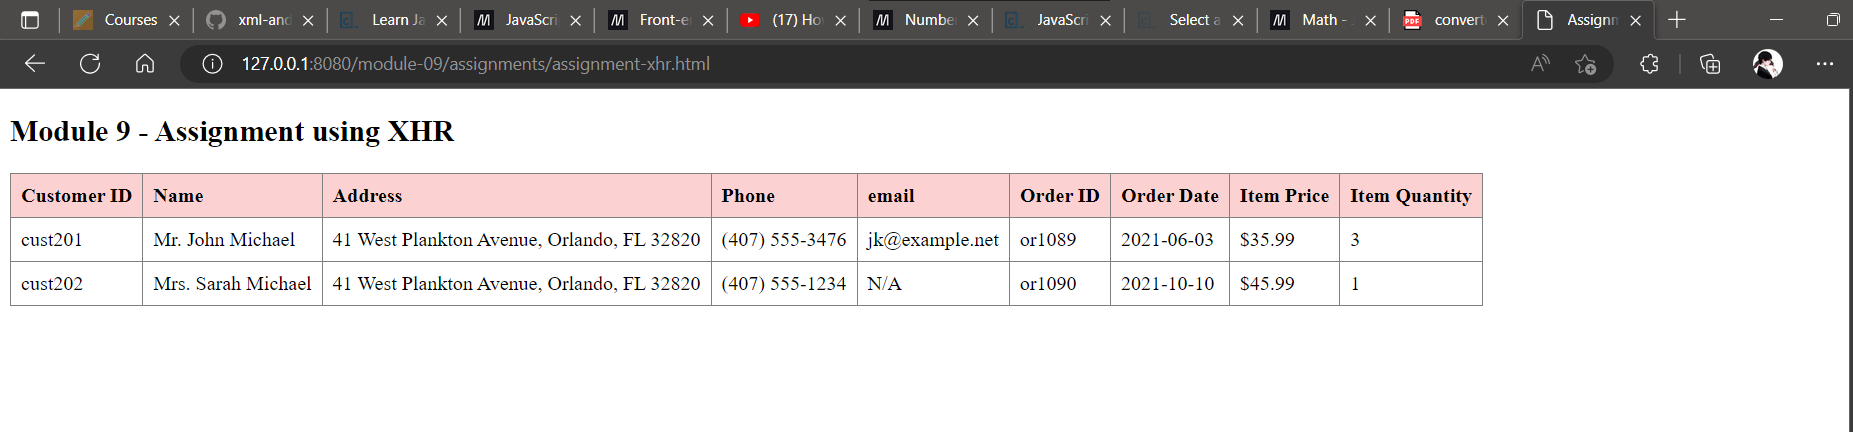 Courses xml-and Learn Ja JavaScri Front-e (17) Ho Number JavaScri Select a Math - convert Assignm
127.0.0.1:8080/module-09/assignments/assignment-xhr.html
Module 9 - Assignment using XHR
Customer ID Name Address Phone email Order ID Order Date Item Price Item Quantity
cust201 Mr. John Michael 41 West Plankton Avenue, Orlando, FL 32820 (407) 555-3476 jk@example.net or1089 2021-06-03 $35.99 3
cust202 Mrs. Sarah Michael 41 West Plankton Avenue, Orlando, FL 32820 (407) 555-1234 N/A or1090 2021-10-10 $45.99 1